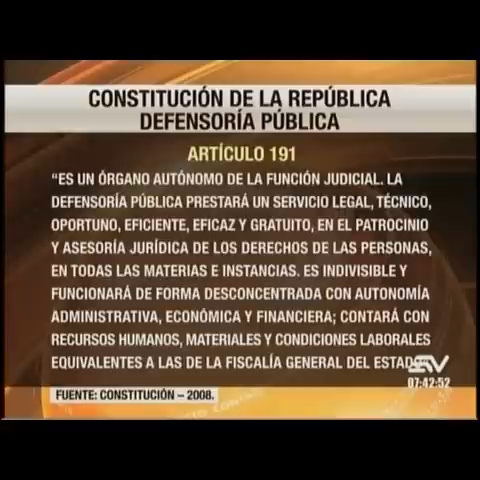 CONSTITUCIÓN DE LA REPÚBLICA
DEFENSORÍA PÚBLICA
ARTÍCULO 191
“ES UN ÓRGANO AUTÓNOMO DE LA FUNCIÓN JUDICIAL. LA
DEFENSORÍA PÚBLICA PRESTARÁ UN SERVICIO LEGAL, TÉCNICO,
OPORTUNO, EFICIENTE, EFICAZ Y GRATUITO, EN EL PATROCINIO
Y ASESORÍA JURÍDICA DE LOS DERECHOS DE LAS PERSONAS,
EN TODAS LAS MATERIAS E INSTANCIAS. ES INDIVISIBLE Y
FUNCIONARÁ DE FORMA DESCONCENTRADA CON AUTONOMÍA
ADMINISTRATIVA, ECONÓMICA Y FINANCIERA; CONTARÁ CON
RECURSOS HUMANOS, MATERIALES Y CONDICIONES LABORALES
EQUIVALENTES A LAS DE LA FISCALÍA GENERAL DEL ESTADO
07:42:52
FUENTE: CONSTITUCIÓN – 2008.